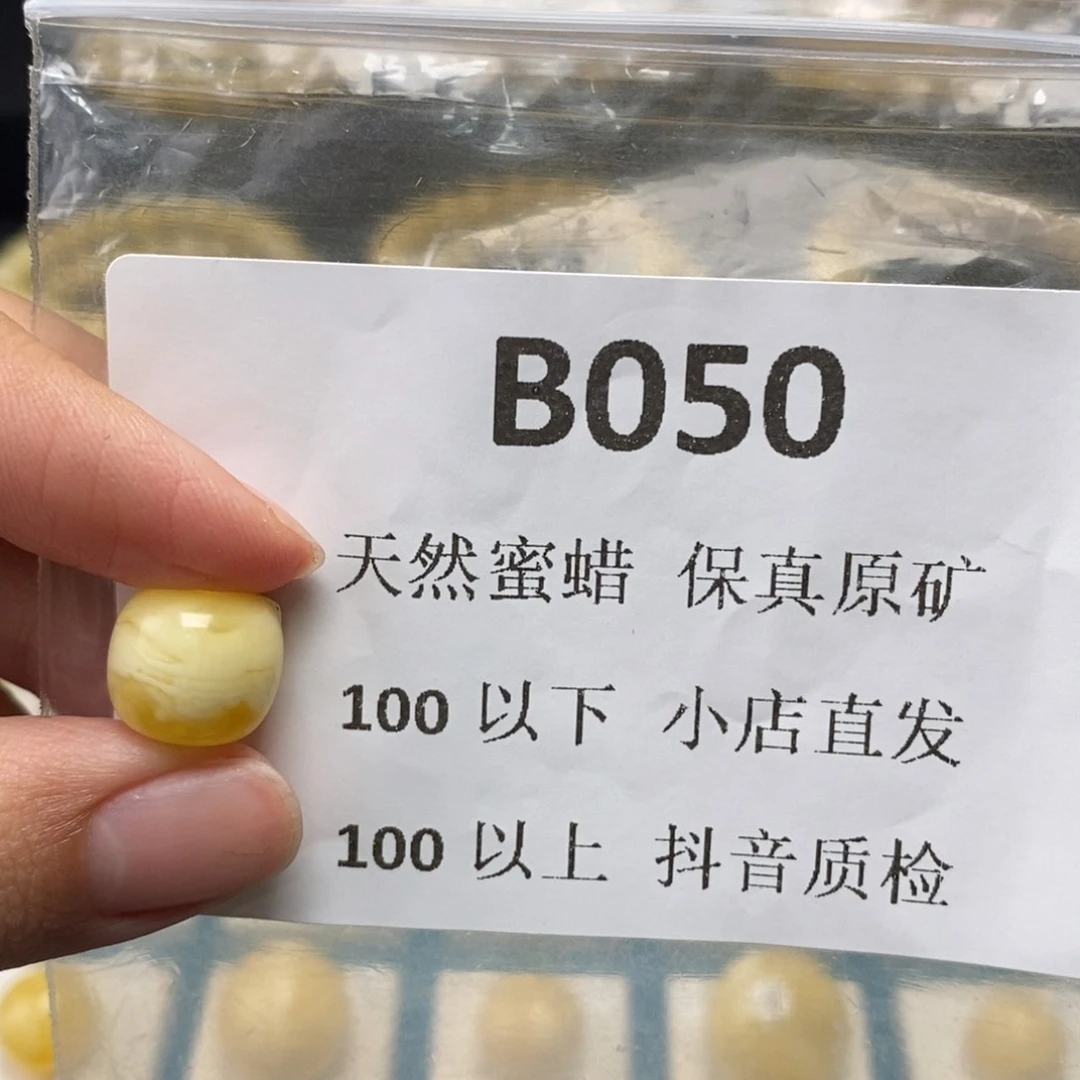 B050
天然蜜蜡 保真原矿
100 以下 小店直发
100 以上 抖音质检